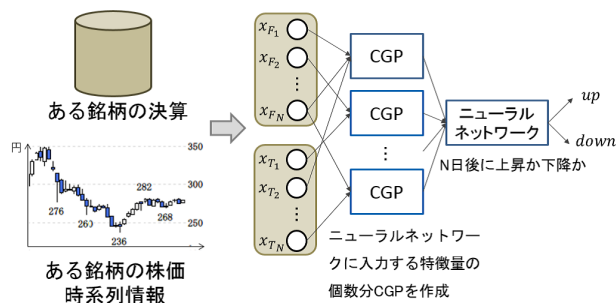 ある銘柄の決算
円
350
300
250
276
260
236
282
268
ある銘柄の株価
時系列情報
x_{F_1}
x_{F_2}
⋮
x_{F_N}
x_{T_1}
x_{T_2}
⋮
x_{T_N}
CGP
CGP
⋮
CGP
ニューラルネットワー
クに入力する特徴量の
個数分CGPを作成
ニューラル
ネットワーク
up
down
N日後に上昇か下降か